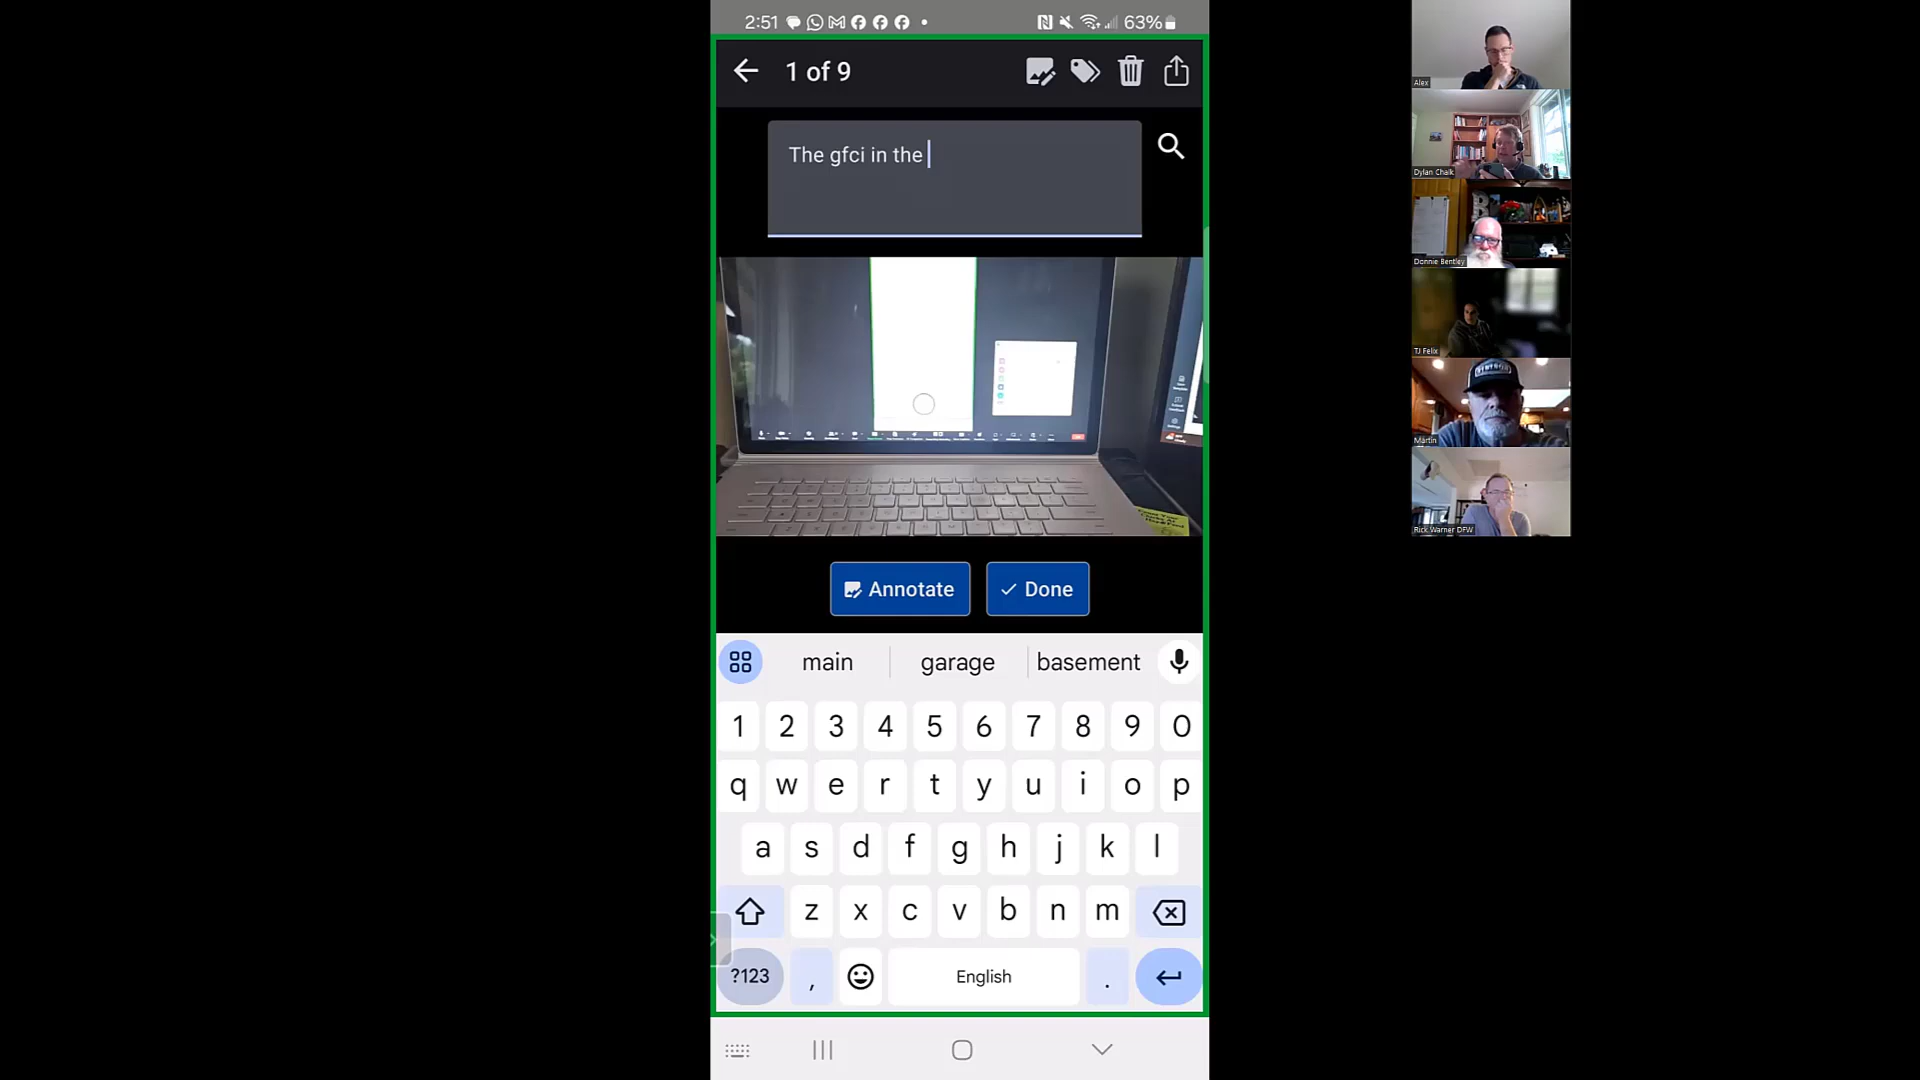 2:51
63%
1 of 9
The gfci in the
Annotate
Done
main
garage
basement
1 2 3 4 5 6 7 8 9 0
q w e r t y u i o p
a s d f g h j k l
z x c v b n m
?123 , English .
Alex
Dylan Chalk
Donnie Bentley
TJ Felix
Martin
Rick Warner DFW